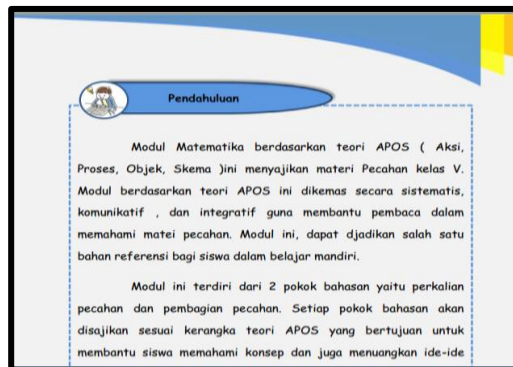 Pendahuluan
Modul Matematika berdasarkan teori APOS ( Aksi,
Proses, Objek, Skema )ini menyajikan materi Pecahan kelas V.
Modul berdasarkan teori APOS ini dikemas secara sistematis,
komunikatif , dan integratif guna membantu pembaca dalam
memahami matei pecahan. Modul ini, dapat djadikan salah satu
bahan referensi bagi siswa dalam belajar mandiri.
Modul ini terdiri dari 2 pokok bahasan yaitu perkalian
pecahan dan pembagian pecahan. Setiap pokok bahasan akan
disajikan sesuai kerangka teori APOS yang bertujuan untuk
membantu siswa memahami konsep dan juga menuangkan ide-ide